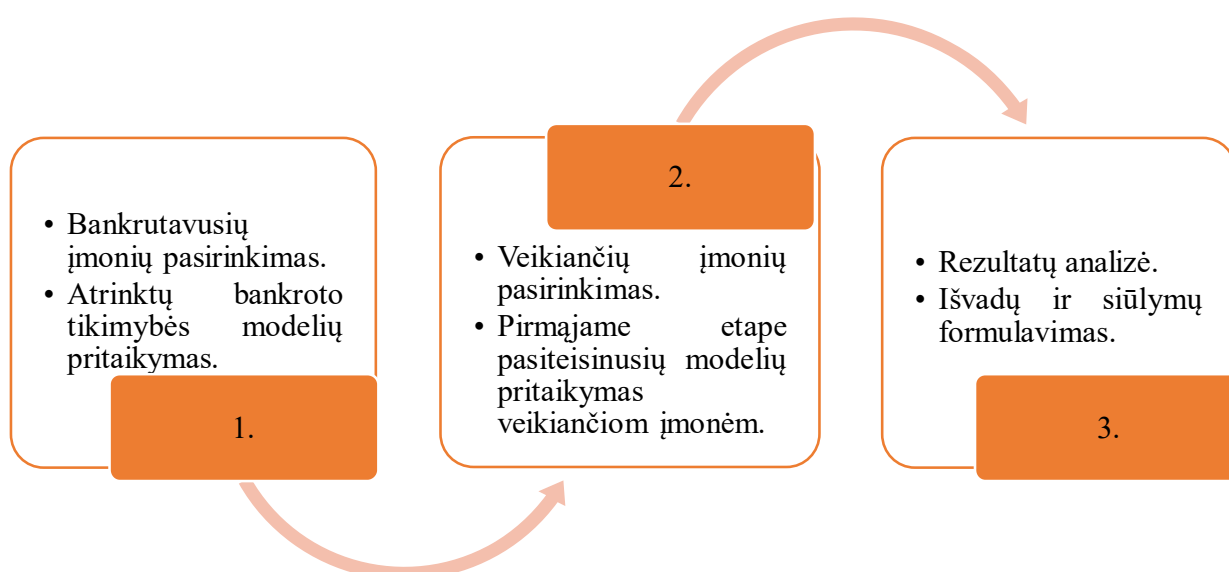 • Bankrutavusių
įmonių pasirinkimas.
• Atrinktų bankroto
tikimybės modelių
pritaikymas.
1.
2.
• Veikiančių įmonių
pasirinkimas.
• Pirmajame etape
pasiteisinusių modelių
pritaikymas
veikiančiom įmonėm.
• Rezultatų analizė.
• Išvadų ir siūlymų
formulavimas.
3.